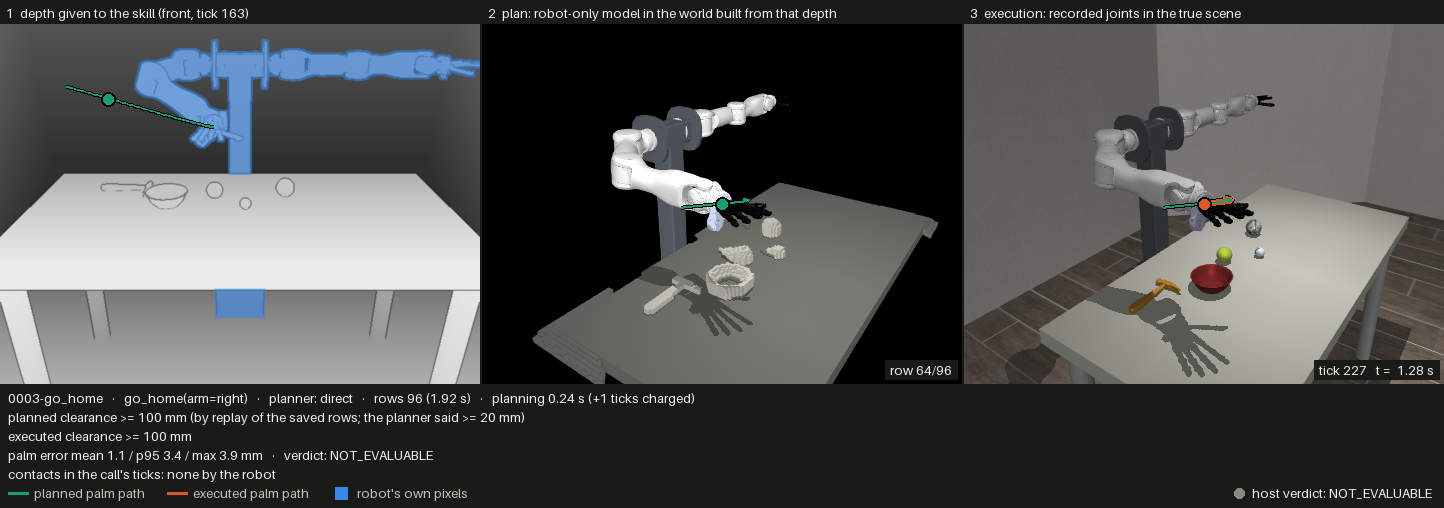 1 depth given to the skill (front, tick 163)
2 plan: robot-only model in the world built from that depth
3 execution: recorded joints in the true scene
row 64/96
tick 227 t = 1.28 s
0003-go_home · go_home(arm=right) · planner: direct · rows 96 (1.92 s) · planning 0.24 s (+1 ticks charged)
planned clearance >= 100 mm (by replay of the saved rows; the planner said >= 20 mm)
executed clearance >= 100 mm
palm error mean 1.1 / p95 3.4 / max 3.9 mm · verdict: NOT_EVALUABLE
contacts in the call's ticks: none by the robot
planned palm path executed palm path robot's own pixels host verdict: NOT_EVALUABLE